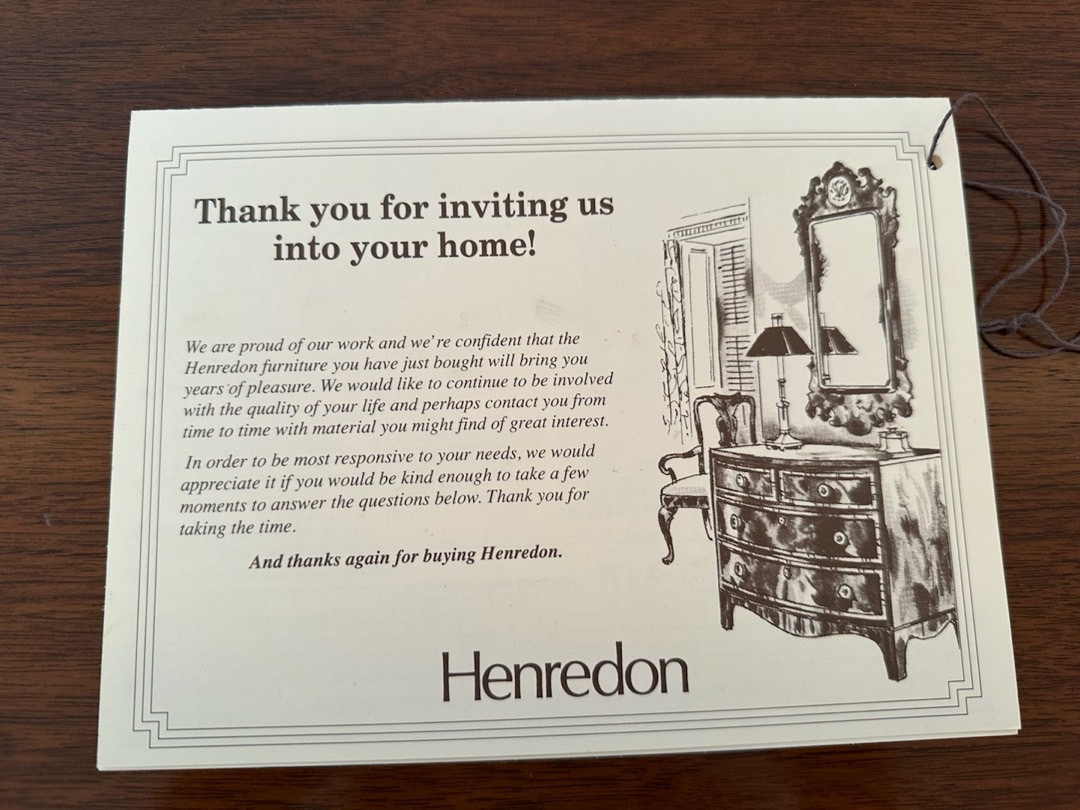 Thank you for inviting us
into your home!
We are proud of our work and we're confident that the
Henredon furniture you have just bought will bring you
years of pleasure. We would like to continue to be involved
with the quality of your life and perhaps contact you from
time to time with material you might find of great interest.
In order to be most responsive to your needs, we would
appreciate it if you would be kind enough to take a few
moments to answer the questions below. Thank you for
taking the time.
And thanks again for buying Henredon.
Henredon